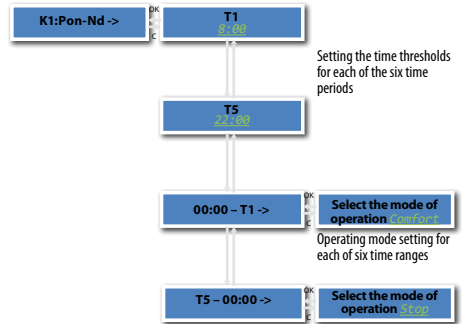 K1:Pon-Nd ->
OK
C
T1
8:00
Setting the time thresholds
for each of the six time
periods
T5
22:00
00:00 – T1 ->
OK
C
Select the mode of
operation Comfort
Operating mode setting for
each of six time ranges
T5 – 00:00 ->
OK
C
Select the mode of
operation Stop